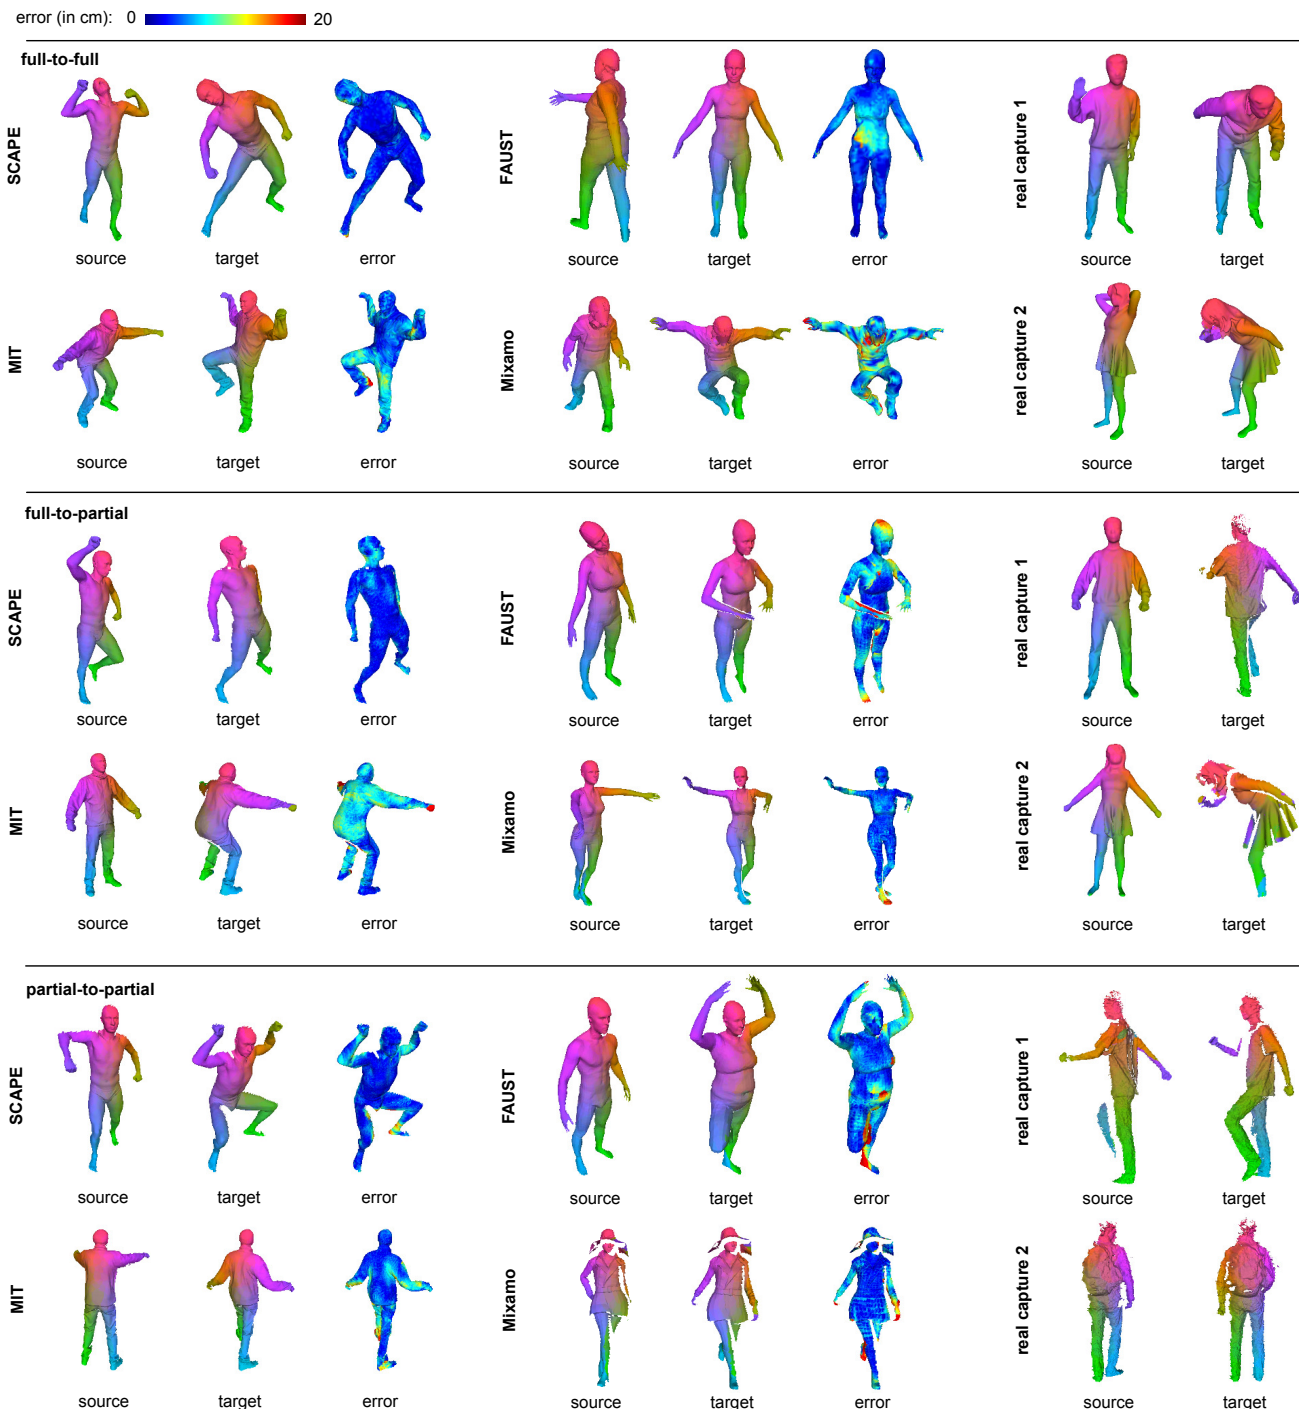 error (in cm): 0 20
full-to-full
SCAPE
source target error
FAUST
source target error
real capture 1
source target
MIT
source target error
Mixamo
source target error
real capture 2
source target
full-to-partial
SCAPE
source target error
FAUST
source target error
real capture 1
source target
MIT
source target error
Mixamo
source target error
real capture 2
source target
partial-to-partial
SCAPE
source target error
FAUST
source target error
real capture 1
source target
MIT
source target error
Mixamo
source target error
real capture 2
source target